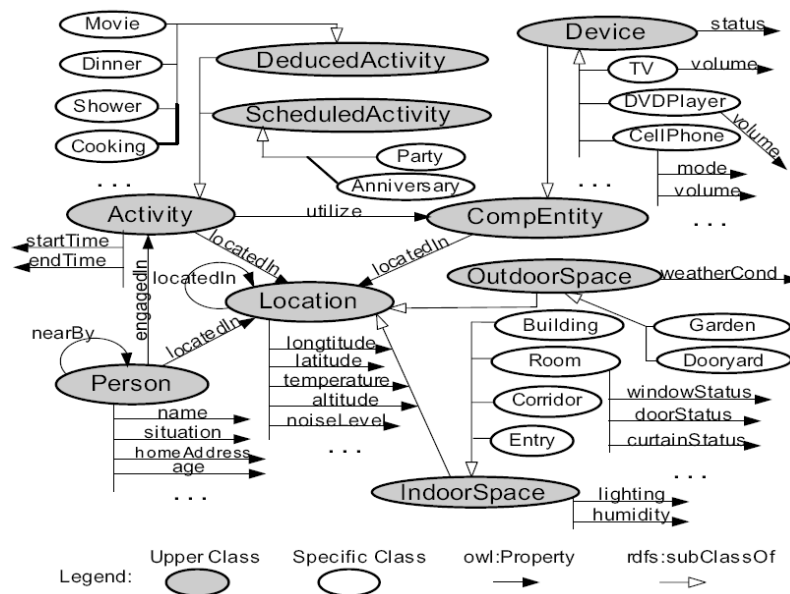 Movie
Dinner
Shower
Cooking
. . .
DeducedActivity
ScheduledActivity
Party
Anniversary
Device
status
TV
volume
DVDPlayer
volume
CellPhone
mode
volume
. . .
. . .
Activity
utilize
CompEntity
startTime
endTime
locatedIn
locatedIn
engagedIn
locatedIn
Location
OutdoorSpace
weatherCond
nearBy
locatedIn
Person
name
situation
homeAddress
age
. . .
longtitude
latitude
temperature
altitude
noiseLevel
. . .
Building
Room
Corridor
Entry
Garden
Dooryard
windowStatus
doorStatus
curtainStatus
. . .
IndoorSpace
lighting
humidity
Legend:
Upper Class
Specific Class
owl:Property
rdfs:subClassOf